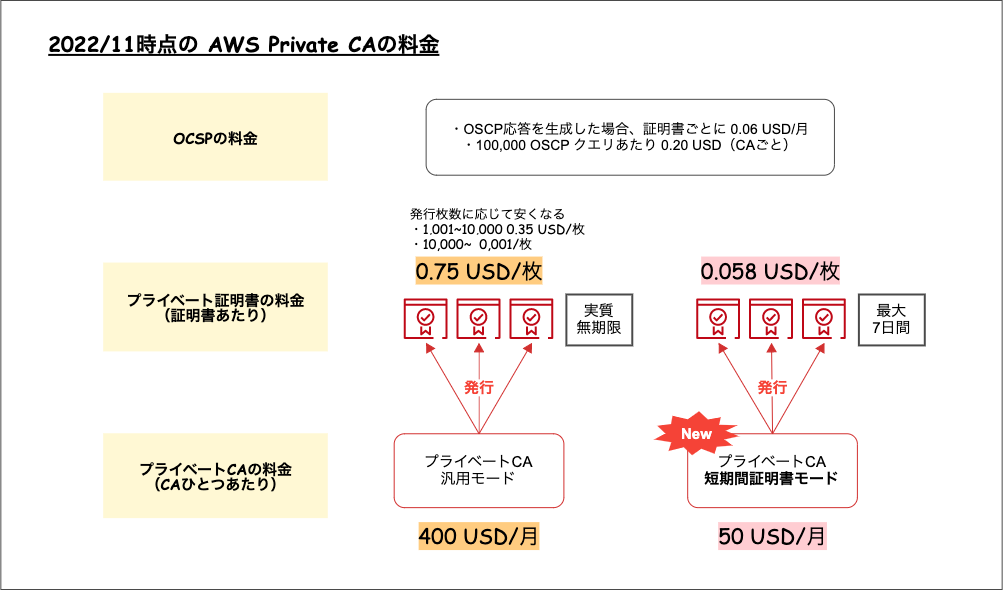 2022/11時点の AWS Private CAの料金
OCSPの料金
・OSCP応答を生成した場合、証明書ごとに 0.06 USD/月
・100,000 OSCP クエリあたり 0.20 USD（CAごと）
発行枚数に応じて安くなる
・1,001~10,000 0.35 USD/枚
・10,000~ 0,001/枚
0.75 USD/枚
0.058 USD/枚
プライベート証明書の料金
（証明書あたり）
実質
無期限
最大
7日間
発行
発行
New
プライベートCAの料金
（CAひとつあたり）
プライベートCA
汎用モード
プライベートCA
短期間証明書モード
400 USD/月
50 USD/月